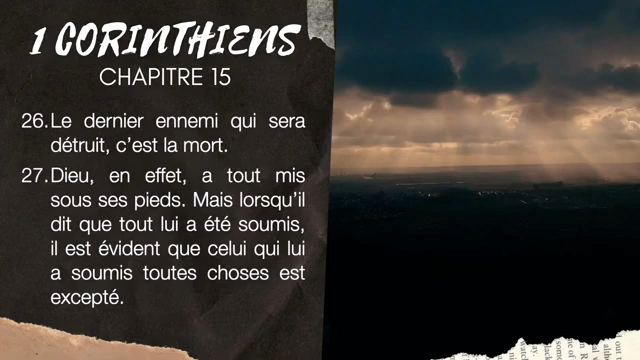 1 CORINTHIENS
CHAPITRE 15
26. Le dernier ennemi qui sera
détruit, c’est la mort.
27. Dieu, en effet, a tout mis
sous ses pieds. Mais lorsqu’il
dit que tout lui a été soumis,
il est évident que celui qui lui
a soumis toutes choses est
excepté.